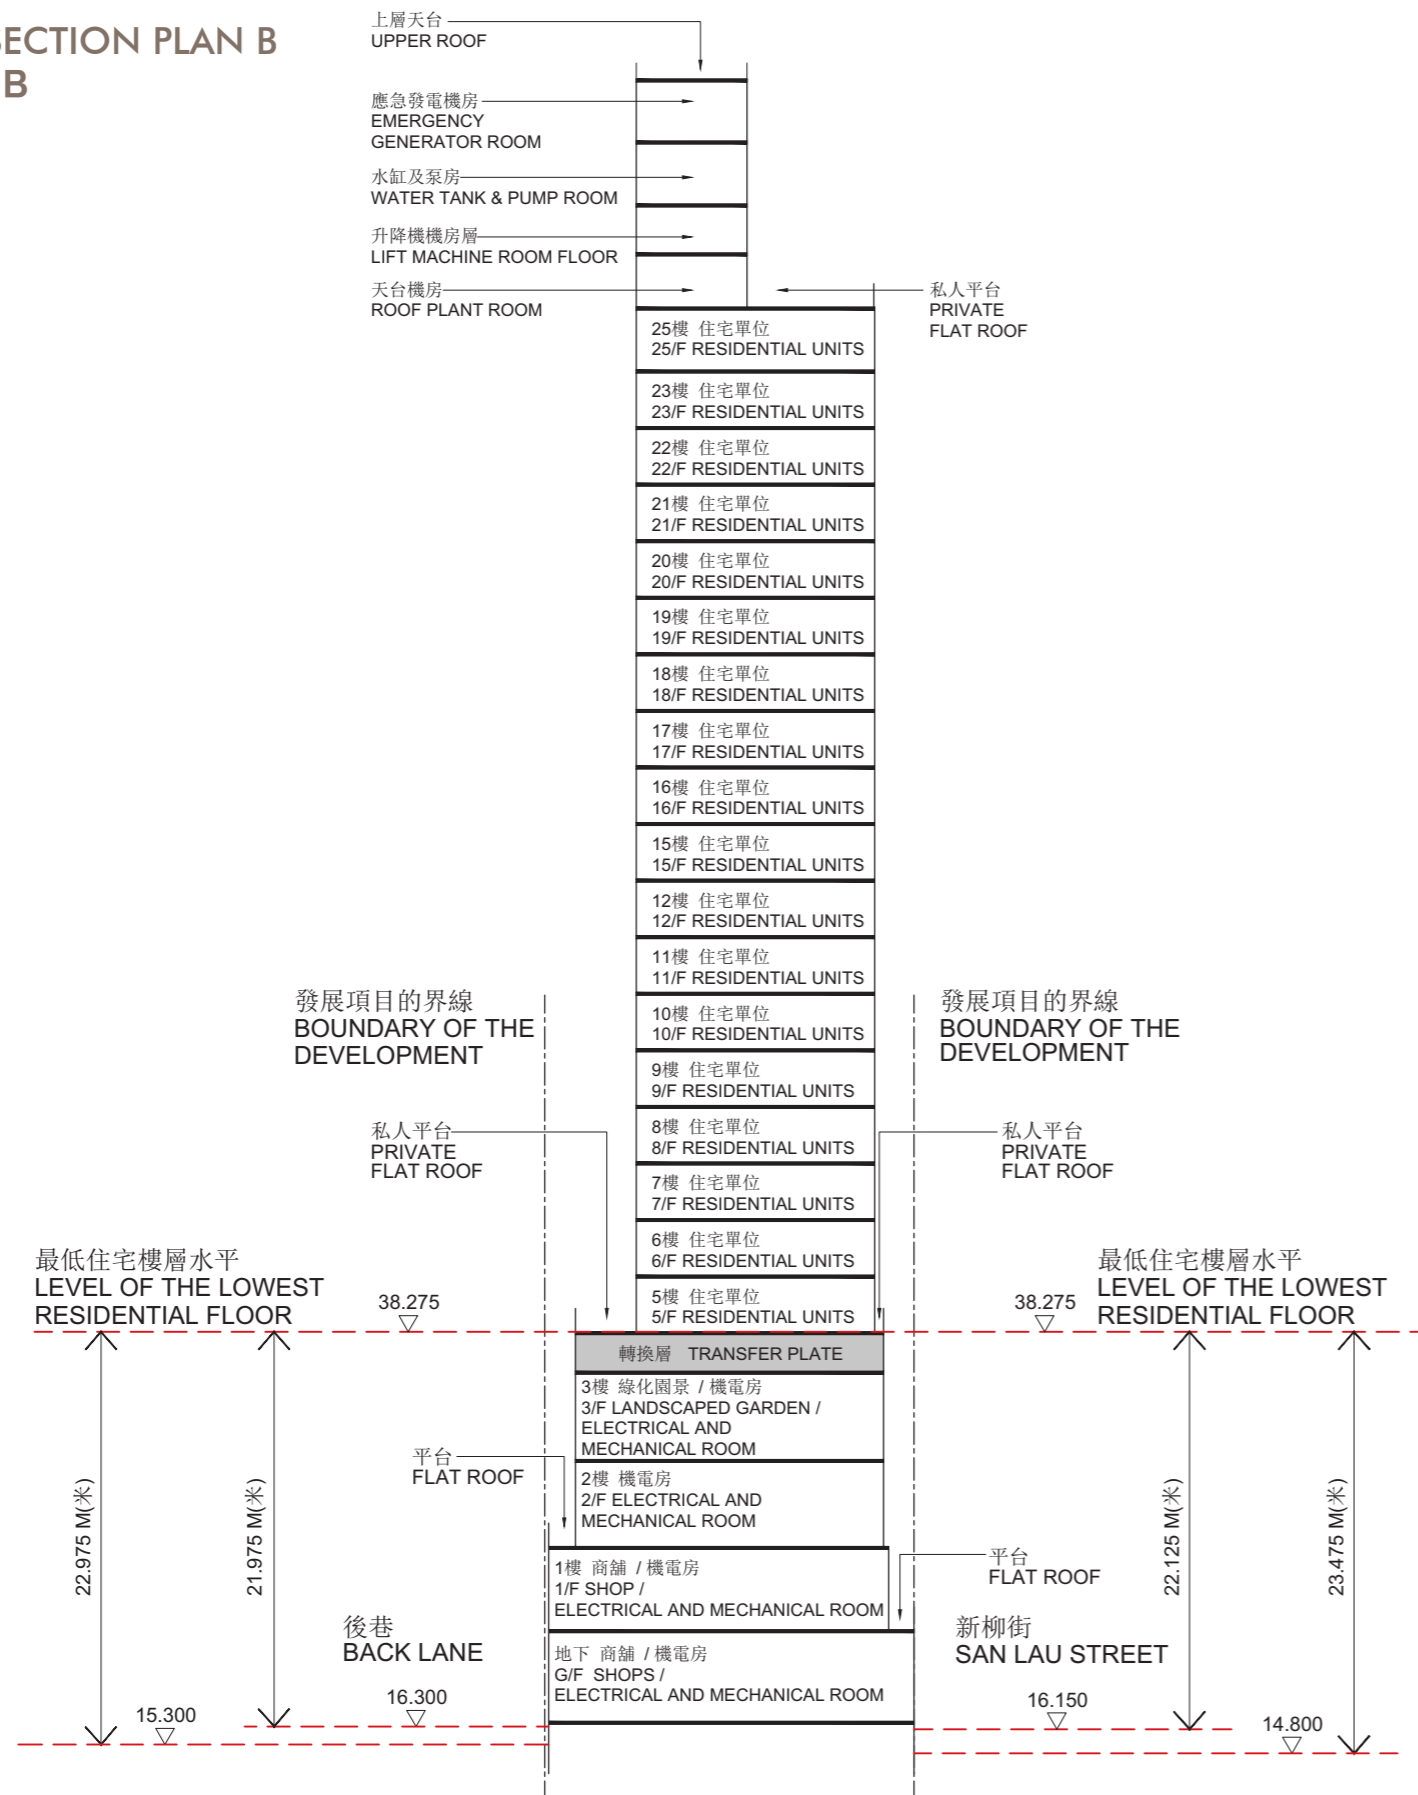 SECTION PLAN B
B
上層天台
UPPER ROOF
應急發電機房
EMERGENCY
GENERATOR ROOM
水缸及泵房
WATER TANK & PUMP ROOM
升降機機房層
LIFT MACHINE ROOM FLOOR
天台機房
ROOF PLANT ROOM
私人平台
PRIVATE
FLAT ROOF
25樓 住宅單位
25/F RESIDENTIAL UNITS
23樓 住宅單位
23/F RESIDENTIAL UNITS
22樓 住宅單位
22/F RESIDENTIAL UNITS
21樓 住宅單位
21/F RESIDENTIAL UNITS
20樓 住宅單位
20/F RESIDENTIAL UNITS
19樓 住宅單位
19/F RESIDENTIAL UNITS
18樓 住宅單位
18/F RESIDENTIAL UNITS
17樓 住宅單位
17/F RESIDENTIAL UNITS
16樓 住宅單位
16/F RESIDENTIAL UNITS
15樓 住宅單位
15/F RESIDENTIAL UNITS
12樓 住宅單位
12/F RESIDENTIAL UNITS
11樓 住宅單位
11/F RESIDENTIAL UNITS
10樓 住宅單位
10/F RESIDENTIAL UNITS
9樓 住宅單位
9/F RESIDENTIAL UNITS
8樓 住宅單位
8/F RESIDENTIAL UNITS
7樓 住宅單位
7/F RESIDENTIAL UNITS
6樓 住宅單位
6/F RESIDENTIAL UNITS
5樓 住宅單位
5/F RESIDENTIAL UNITS
發展項目的界線
BOUNDARY OF THE
DEVELOPMENT
發展項目的界線
BOUNDARY OF THE
DEVELOPMENT
私人平台
PRIVATE
FLAT ROOF
私人平台
PRIVATE
FLAT ROOF
最低住宅樓層水平
LEVEL OF THE LOWEST
RESIDENTIAL FLOOR
38.275
38.275
最低住宅樓層水平
LEVEL OF THE LOWEST
RESIDENTIAL FLOOR
轉換層 TRANSFER PLATE
3樓 綠化園景 / 機電房
3/F LANDSCAPED GARDEN /
ELECTRICAL AND
MECHANICAL ROOM
平台
FLAT ROOF
2樓 機電房
2/F ELECTRICAL AND
MECHANICAL ROOM
22.975 M(米)
21.975 M(米)
22.125 M(米)
23.475 M(米)
1樓 商舖 / 機電房
1/F SHOP /
ELECTRICAL AND MECHANICAL ROOM
平台
FLAT ROOF
後巷
BACK LANE
地下 商舖 / 機電房
G/F SHOPS /
ELECTRICAL AND MECHANICAL ROOM
新柳街
SAN LAU STREET
15.300
16.300
16.150
14.800